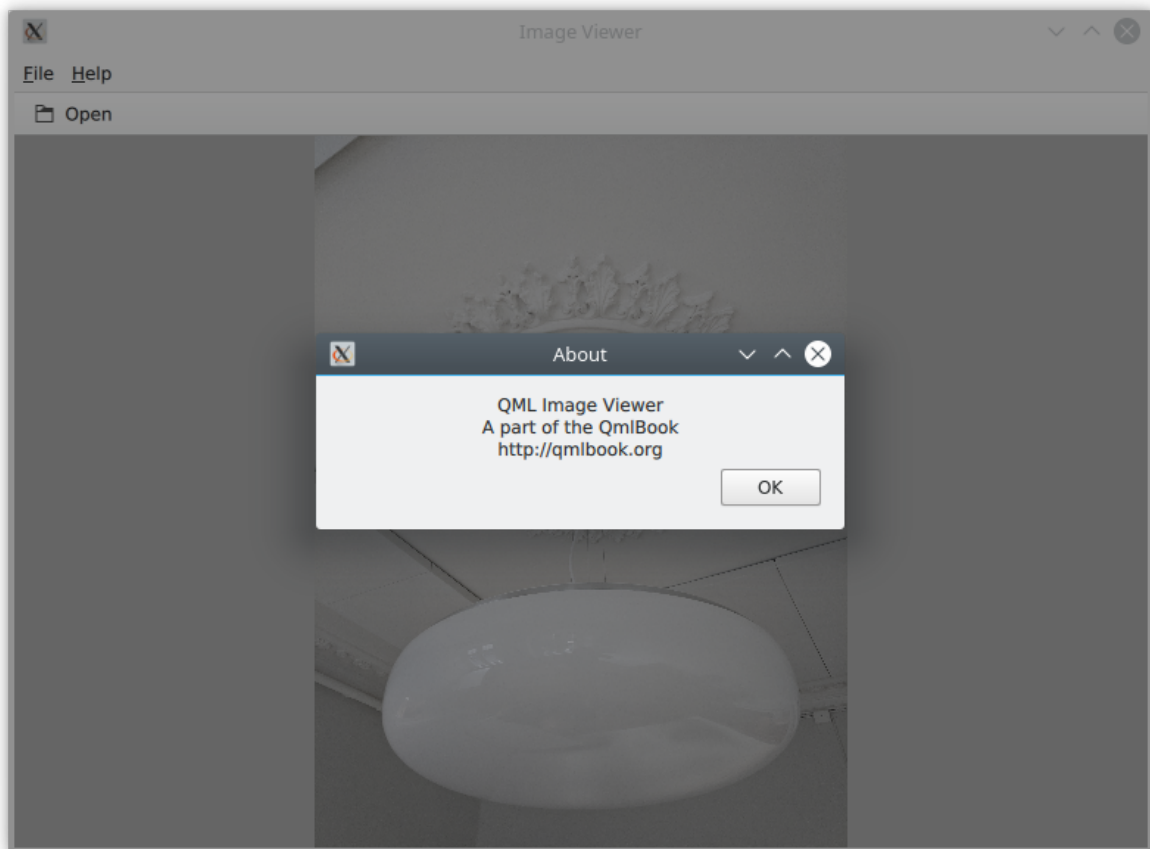 Image Viewer
File Help
Open
About
QML Image Viewer
A part of the QmlBook
http://qmlbook.org
OK